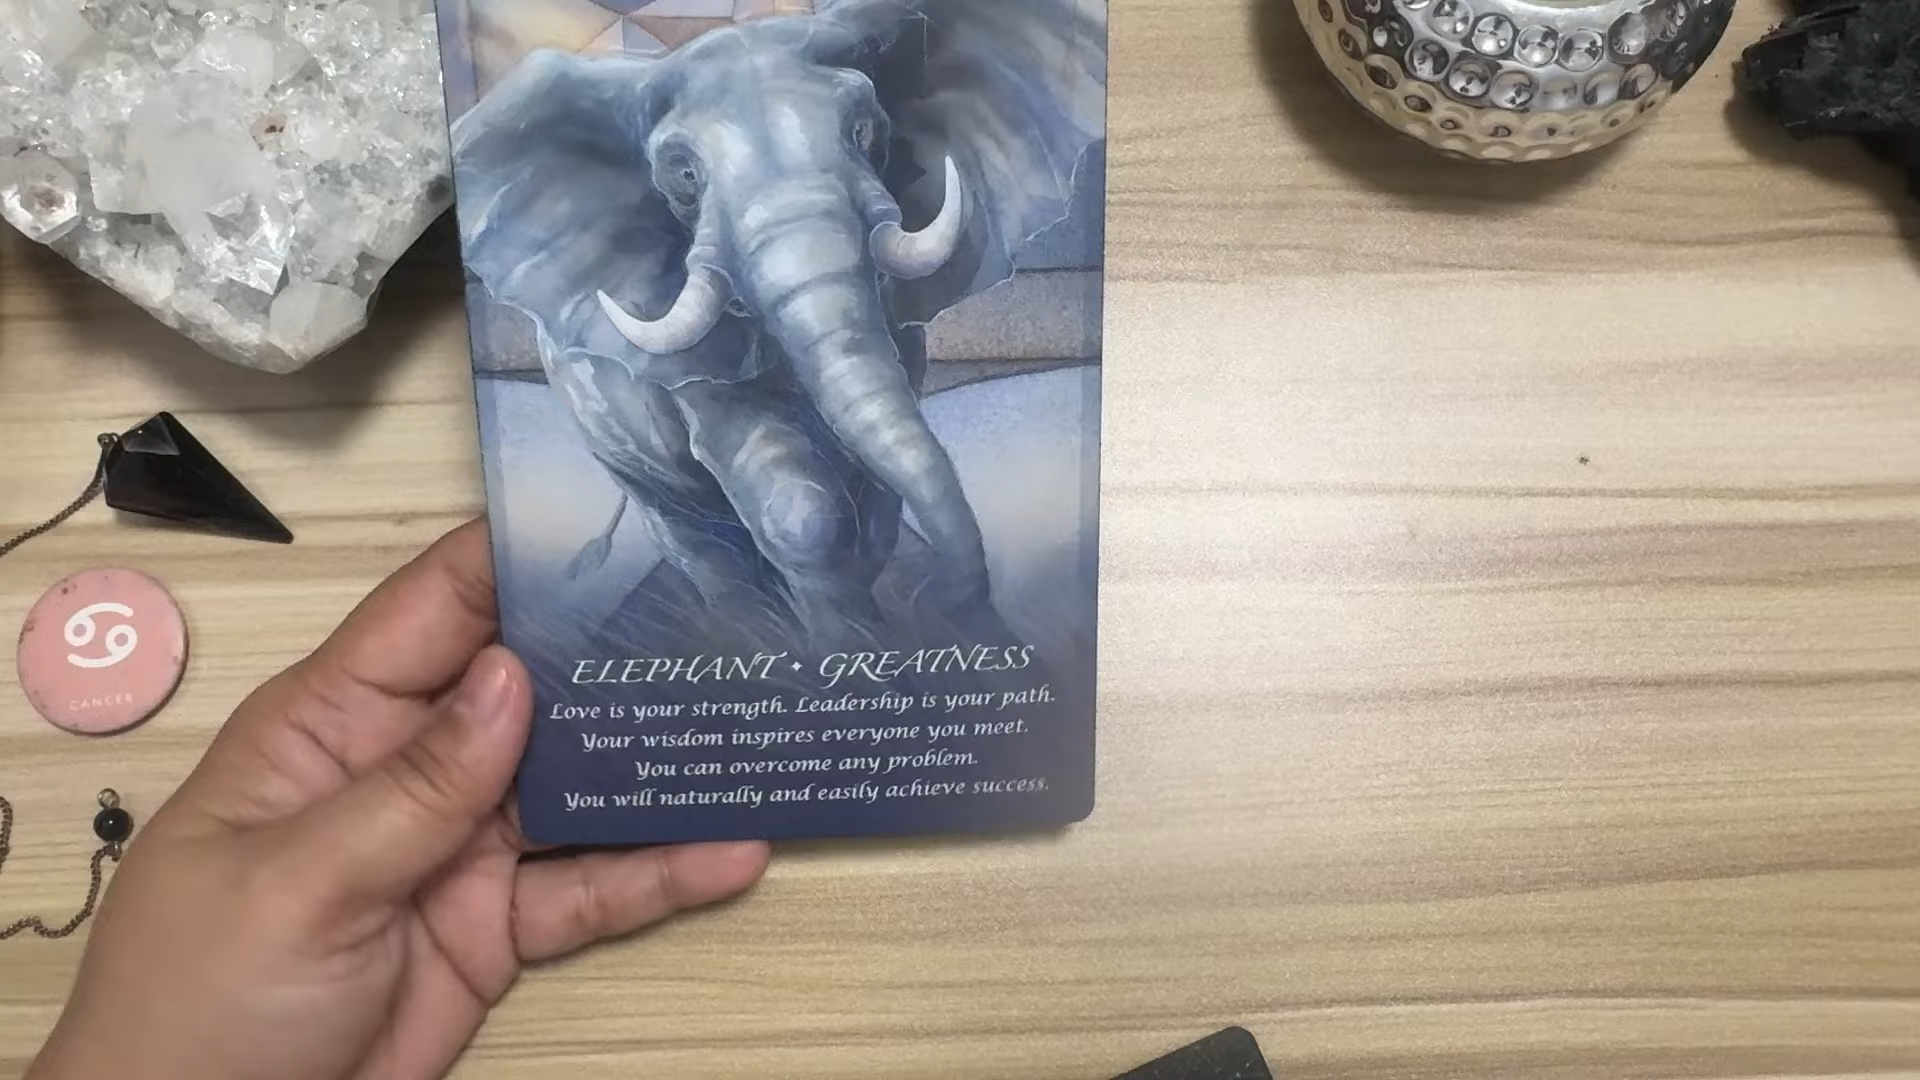 ELEPHANT • GREATNESS
Love is your strength. Leadership is your path.
Your wisdom inspires everyone you meet.
You can overcome any problem.
You will naturally and easily achieve success.
CANCER